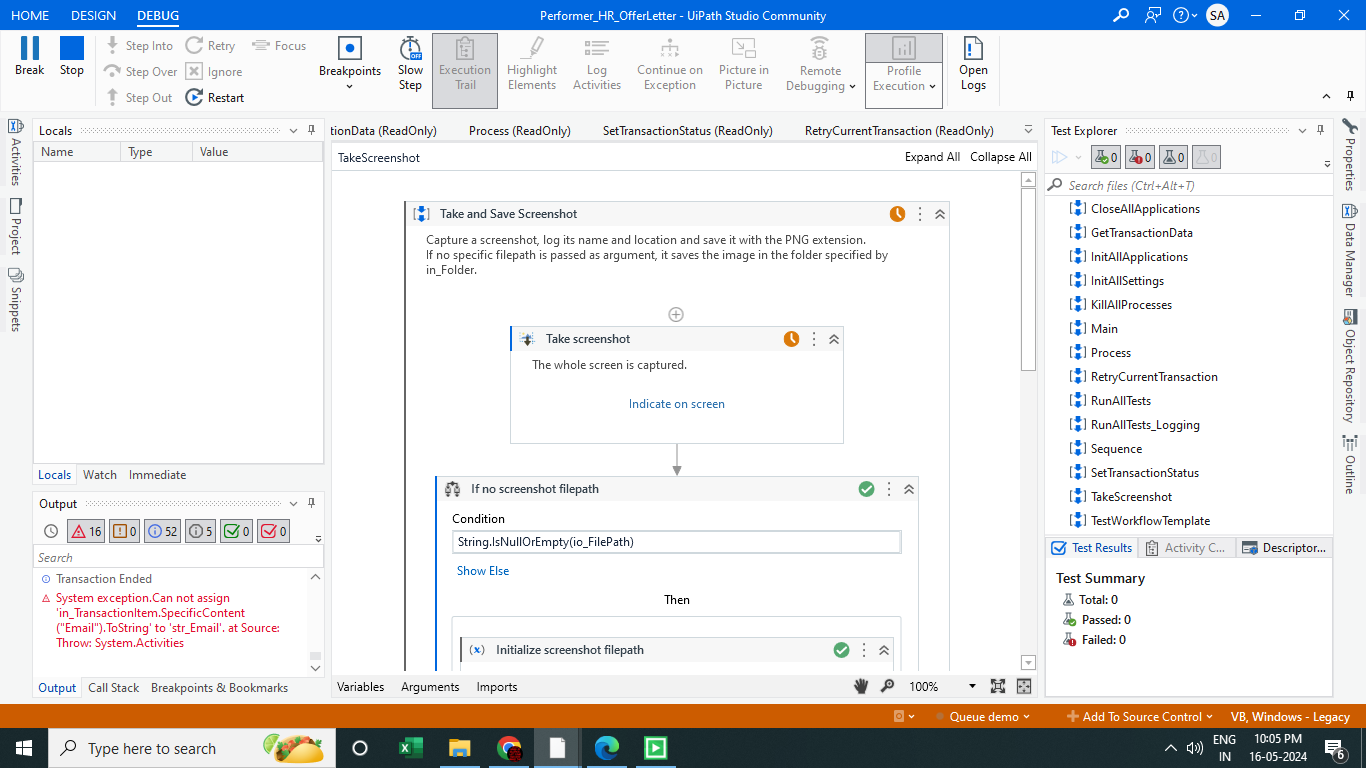 HOME DESIGN DEBUG
Performer_HR_OfferLetter - UiPath Studio Community
SA
Break
Stop
Step Into
Step Over
Step Out
Retry
Ignore
Restart
Focus
Breakpoints
Slow
Step
OFF
Execution
Trail
Highlight
Elements
Log
Activities
Continue on
Exception
Picture in
Picture
Remote
Debugging
Profile
Execution
Open
Logs
Activities
Project
Snippets
Locals
Name Type Value
Locals Watch Immediate
Output
16 0 52 5 0 0
Search
Transaction Ended
System exception.Can not assign
'in_TransactionItem.SpecificContent
("Email").ToString' to 'str_Email'. at Source:
Throw: System.Activities
Output Call Stack Breakpoints & Bookmarks
tionData (ReadOnly) Process (ReadOnly) SetTransactionStatus (ReadOnly) RetryCurrentTransaction (ReadOnly)
TakeScreenshot Expand All Collapse All
Take and Save Screenshot
Capture a screenshot, log its name and location and save it with the PNG extension.
If no specific filepath is passed as argument, it saves the image in the folder specified by
in_Folder.
Take screenshot
The whole screen is captured.
Indicate on screen
If no screenshot filepath
Condition
String.IsNullOrEmpty(io_FilePath)
Show Else
Then
(x) Initialize screenshot filepath
Variables Arguments Imports 100%
Test Explorer
0 0 0 0
Search files (Ctrl+Alt+T)
CloseAllApplications
GetTransactionData
InitAllApplications
InitAllSettings
KillAllProcesses
Main
Process
RetryCurrentTransaction
RunAllTests
RunAllTests_Logging
Sequence
SetTransactionStatus
TakeScreenshot
TestWorkflowTemplate
Test Results Activity C... Descriptor...
Test Summary
Total: 0
Passed: 0
Failed: 0
Properties
Data Manager
Object Repository
Outline
Queue demo Add To Source Control VB, Windows - Legacy
Type here to search
ENG
IN
10:05 PM
16-05-2024
6